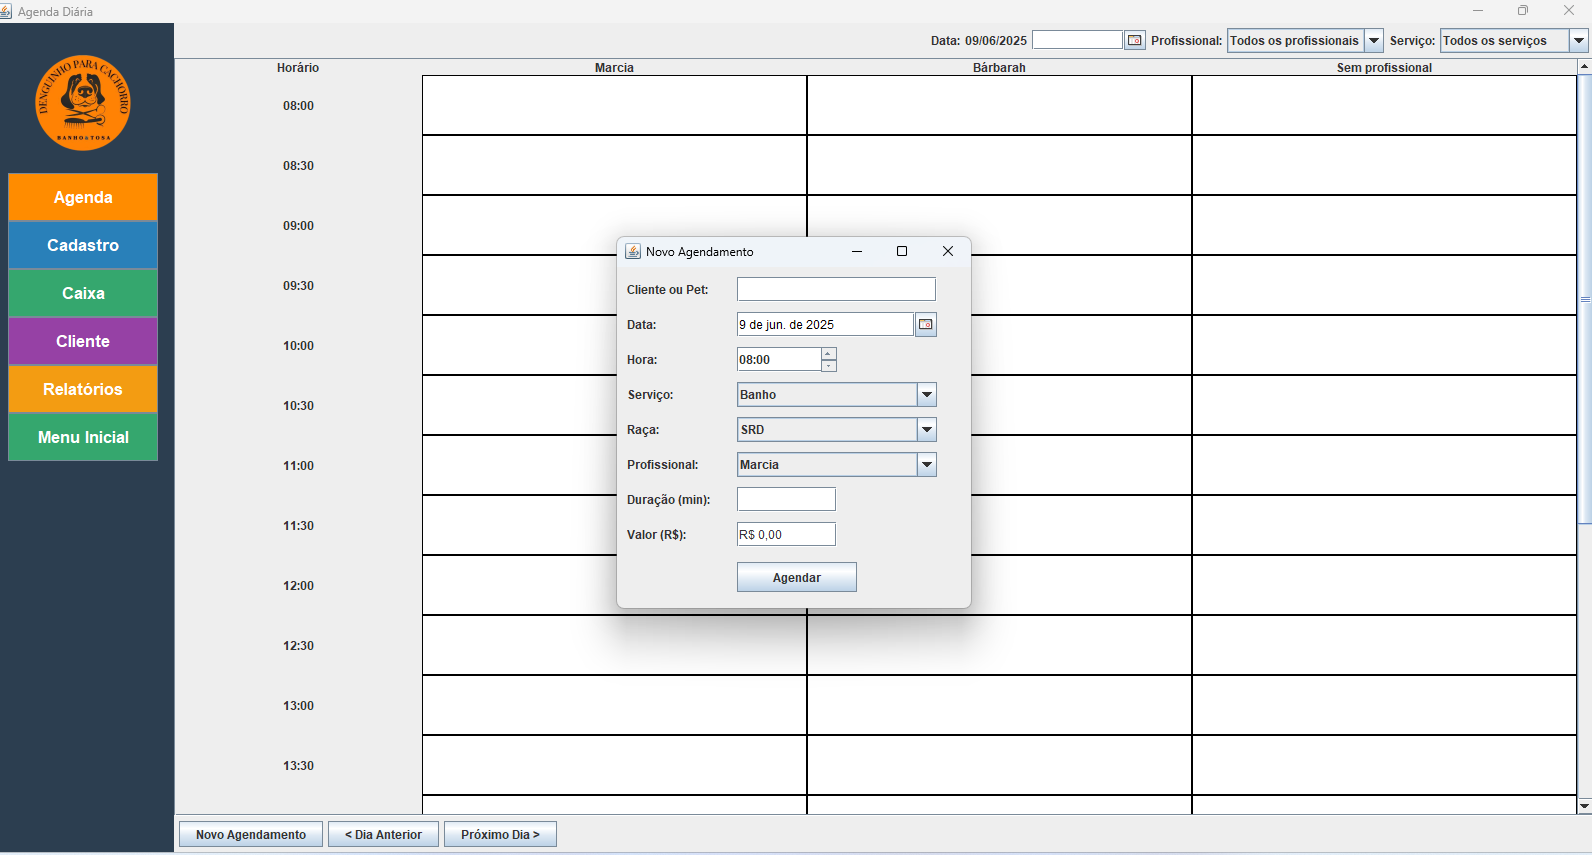 Agenda Diária
Data: 09/06/2025 Profissional: Todos os profissionais Serviço: Todos os serviços
DENGUINHO PARA CACHORRO
BANHO & TOSA
Agenda
Cadastro
Caixa
Cliente
Relatórios
Menu Inicial
Horário Marcia Bárbarah Sem profissional
08:00
08:30
09:00
09:30
10:00
10:30
11:00
11:30
12:00
12:30
13:00
13:30
Novo Agendamento
Cliente ou Pet:
Data: 9 de jun. de 2025
Hora: 08:00
Serviço: Banho
Raça: SRD
Profissional: Marcia
Duração (min):
Valor (R$): R$ 0,00
Agendar
Novo Agendamento < Dia Anterior Próximo Dia >